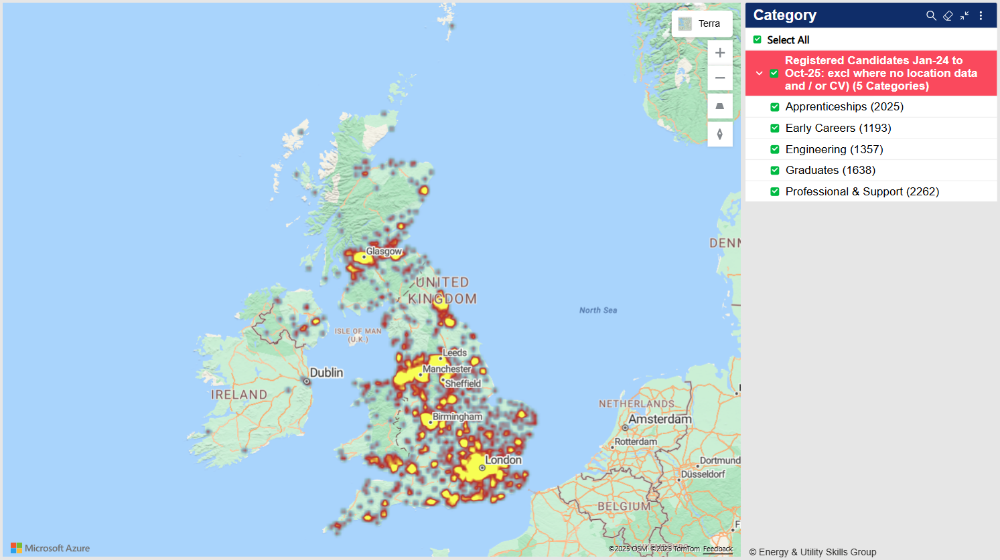 Terra
Glasgow
UNITED
KINGDOM
North Sea
ISLE OF MAN
(U.K.)
Leeds
Manchester
Sheffield
Dublin
IRELAND
Birmingham
London
DENN
NETHERLANDS
Amsterdam
Rotterdam
Dortmund
Düsseldorf
BELGIUM
Microsoft Azure
©2025 OSM ©2025 TomTom Feedback
Category
Select All
Registered Candidates Jan-24 to
Oct-25: excl where no location data
and / or CV) (5 Categories)
Apprenticeships (2025)
Early Careers (1193)
Engineering (1357)
Graduates (1638)
Professional & Support (2262)
© Energy & Utility Skills Group